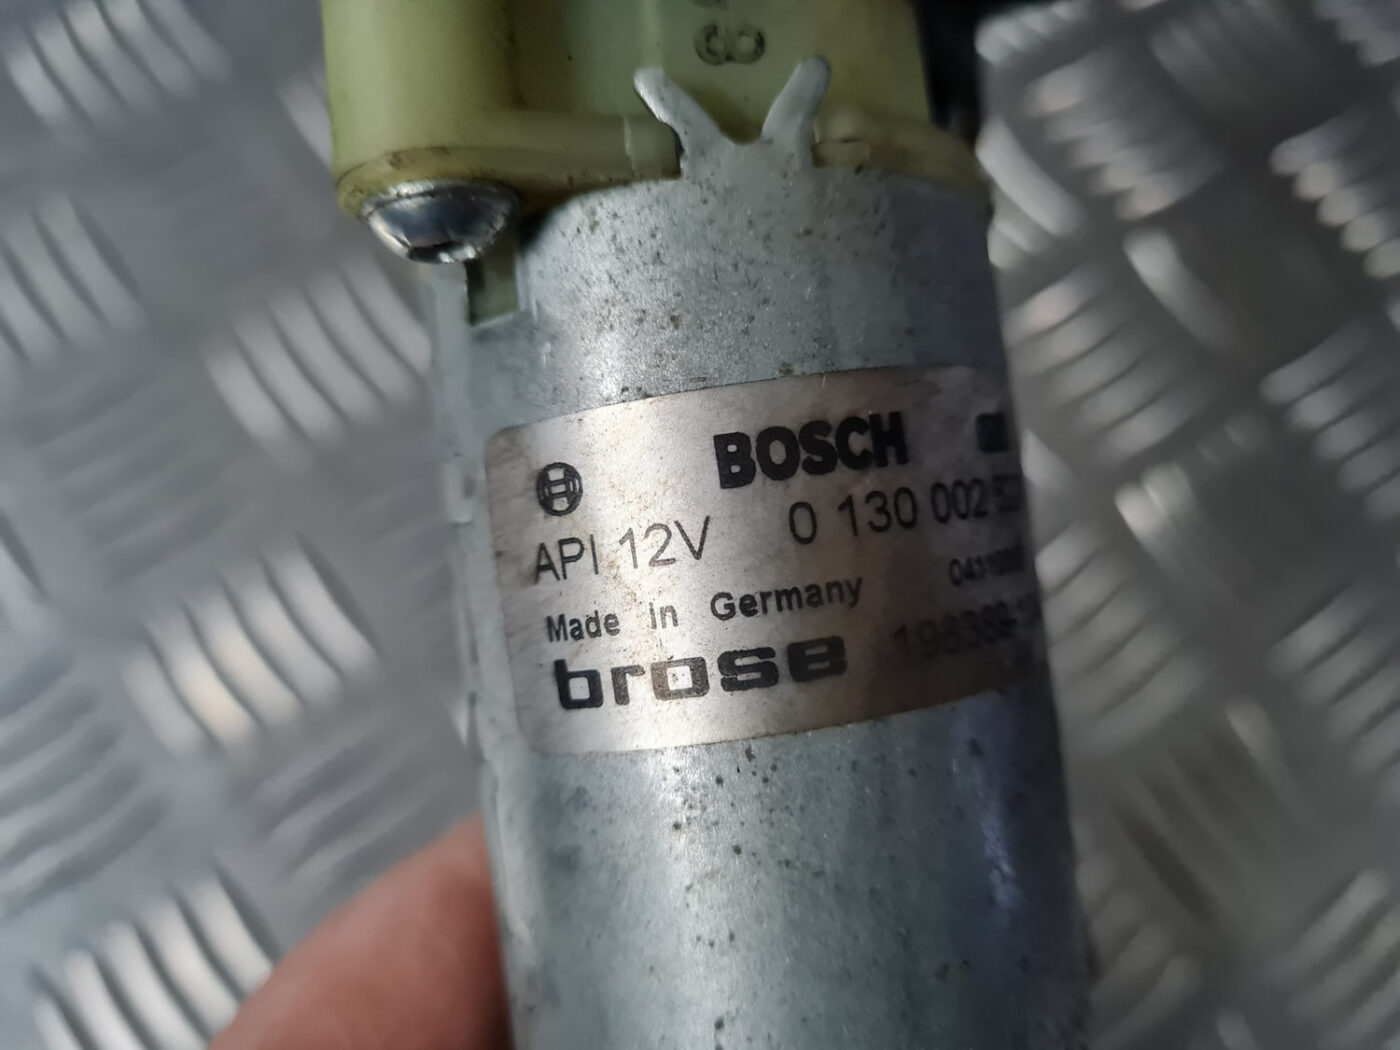 BOSCH
API 12V 0 130 002
Made in Germany
brose